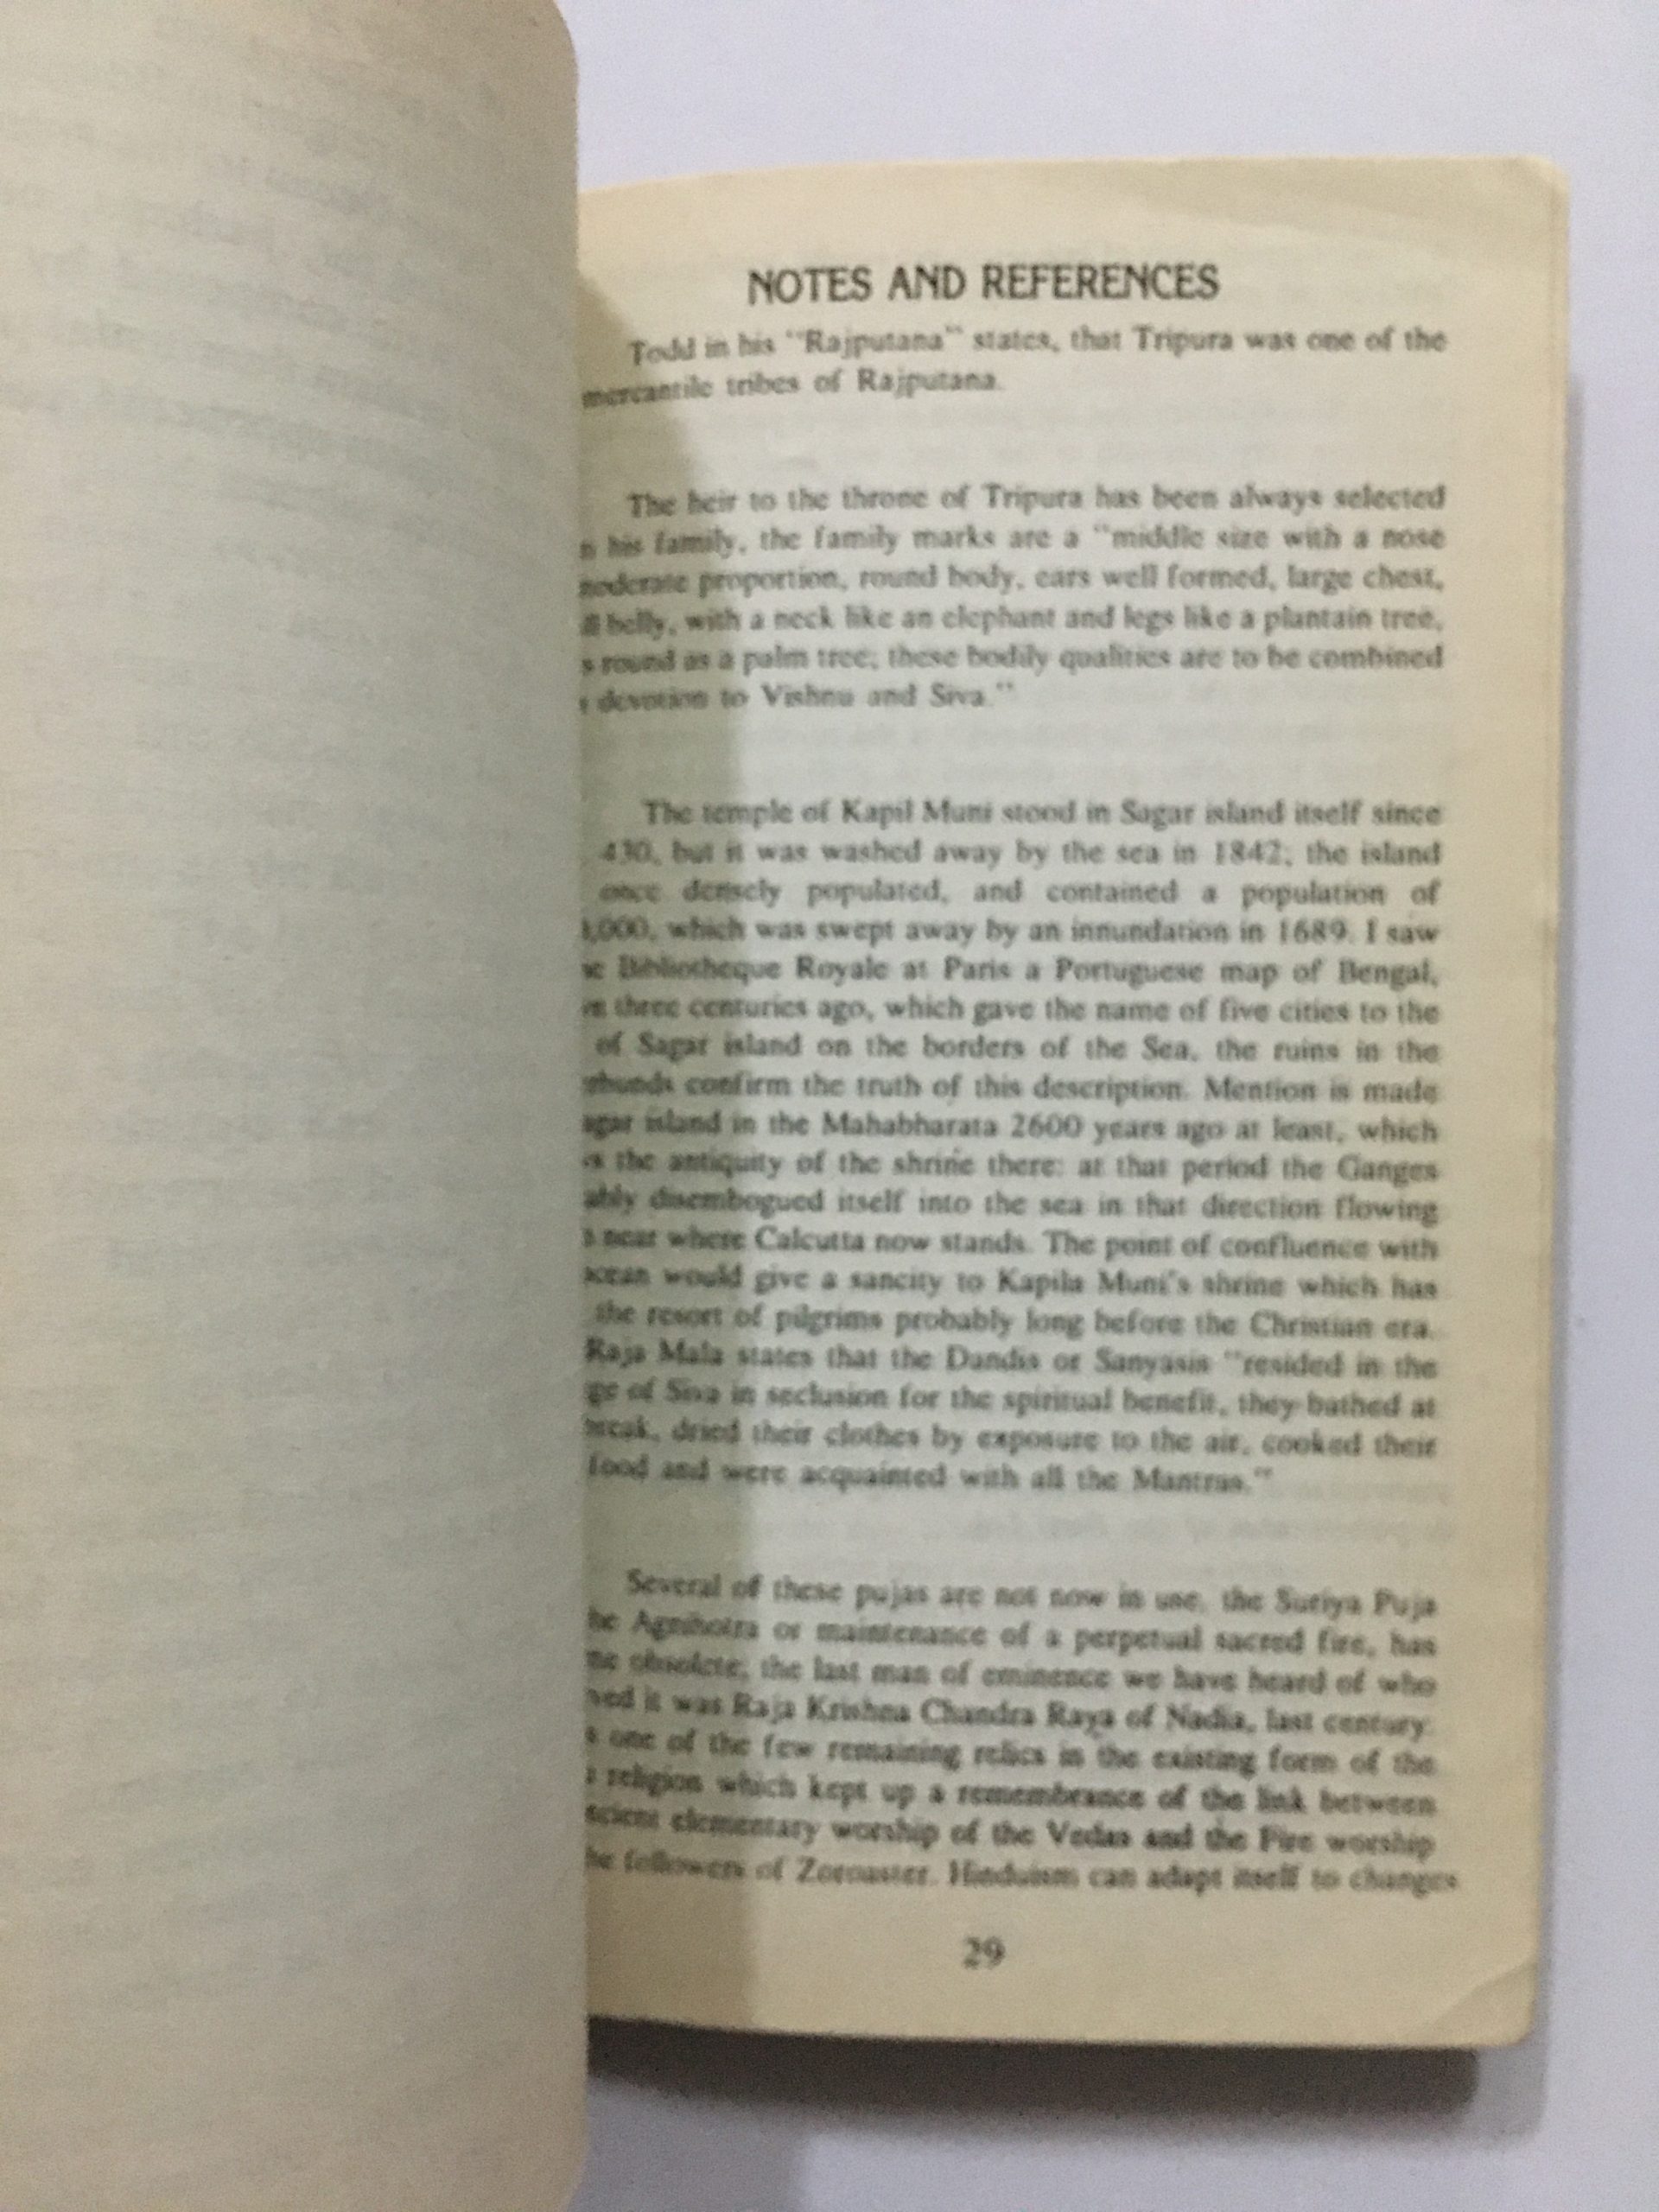 NOTES AND REFERENCES
Todd in his "Rajputana" states, that Tripura was one of the
mercantile tribes of Rajputana.
The heir to the throne of Tripura has been always selected
his family, the family marks are a "middle size with a nose
moderate proportion, round body, ears well formed, large chest,
belly, with a neck like an elephant and legs like a plantain tree,
round as a palm tree; these bodily qualities are to be combined
devotion to Vishnu and Siva."
The temple of Kapil Muni stood in Sagar island itself since
430, but it was washed away by the sea in 1842; the island
once densely populated, and contained a population of
,000, which was swept away by an innundation in 1689. I saw
Bibliotheque Royale at Paris a Portuguese map of Bengal,
three centuries ago, which gave the name of five cities to the
of Sagar island on the borders of the Sea, the ruins in the
confirm the truth of this description. Mention is made
island in the Mahabharata 2600 years ago at least, which
the antiquity of the shrine there: at that period the Ganges
disembogued itself into the sea in that direction flowing
near where Calcutta now stands. The point of confluence with
would give a sancity to Kapila Muni's shrine which has
the resort of pilgrims probably long before the Christian era.
Raja Mala states that the Dandis or Sanyasis "resided in the
of Siva in seclusion for the spiritual benefit, they bathed at
break, dried their clothes by exposure to the air, cooked their
food and were acquainted with all the Mantras."
Several of these pujas are not now in use, the Suriya Puja
Agnihotra or maintenance of a perpetual sacred fire, has
obsolete, the last man of eminence we have heard of who
it was Raja Krishna Chandra Raya of Nadia, last century.
one of the few remaining relics in the existing form of the
religion which kept up a remembrance of the link between
elementary worship of the Vedas and the Fire worship
followers of Zoroaster. Hinduism can adapt itself to changes
29